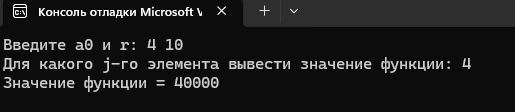 Консоль отладки Microsoft V
Введите a0 и r: 4 10
Для какого j-го элемента вывести значение функции: 4
Значение функции = 40000